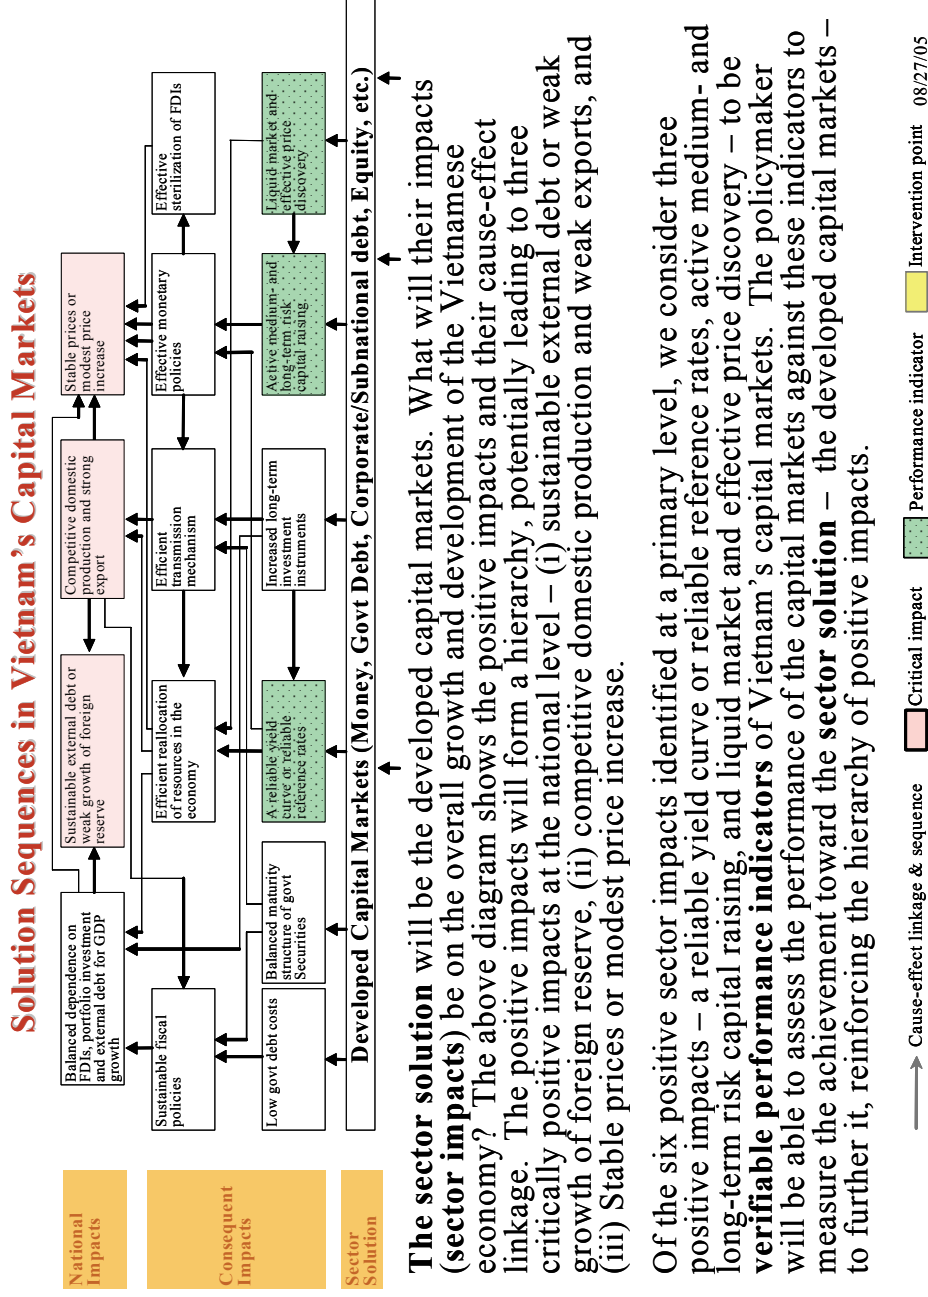 Solution Sequences in Vietnam's Capital Markets
National
Impacts
Balanced dependence on
FDIs, portfolio investment
and external debt for GDP
growth
Sustainable external debt or
weak growth of foreign
reserve
Competitive domestic
production and strong
export
Stable prices or
modest price
increase
Consequent
Impacts
Sustainable fiscal
policies
Efficient reallocation
of resources in the
economy
Efficient
transmission
mechanism
Effective monetary
policies
Effective
sterilization of FDIs
Low govt debt costs
Balanced maturity
structure of govt
Securities
A reliable yield
curve or reliable
reference rates
Increased long-term
investment
instruments
Active medium- and
long-term risk
capital raising
Liquid market and
effective price
discovery
Sector
Solution
Developed Capital Markets (Money, Govt Debt, Corporate/Subnational debt, Equity, etc.)
The sector solution will be the developed capital markets. What will their impacts
(sector impacts) be on the overall growth and development of the Vietnamese
economy? The above diagram shows the positive impacts and their cause-effect
linkage. The positive impacts will form a hierarchy, potentially leading to three
critically positive impacts at the national level – (i) sustainable external debt or weak
growth of foreign reserve, (ii) competitive domestic production and weak exports, and
(iii) Stable prices or modest price increase.
Of the six positive sector impacts identified at a primary level, we consider three
positive impacts – a reliable yield curve or reliable reference rates, active medium- and
long-term risk capital raising, and liquid market and effective price discovery – to be
verifiable performance indicators of Vietnam's capital markets. The policymaker
will be able to assess the performance of the capital markets against these indicators to
measure the achievement toward the sector solution – the developed capital markets –
to further it, reinforcing the hierarchy of positive impacts.
Cause-effect linkage & sequence
Critical impact
Performance indicator
Intervention point
08/27/05